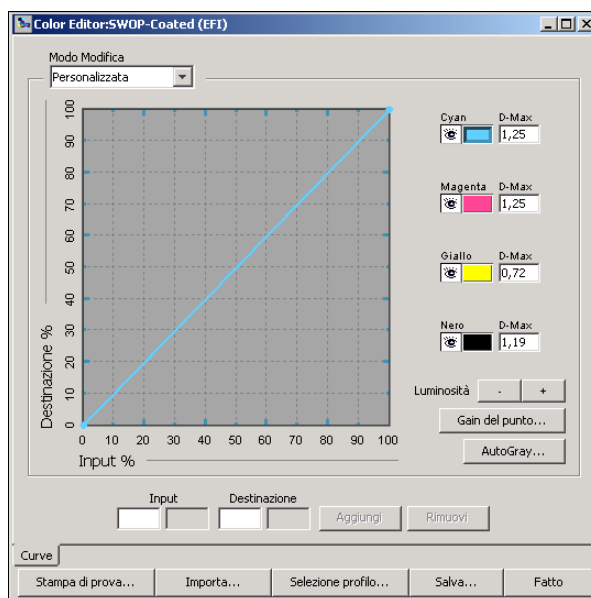 Color Editor:SWOP-Coated (EFI)
Modo Modifica
Personalizzata
Cyan D-Max
1,25
Magenta D-Max
1,25
Giallo D-Max
0,72
Nero D-Max
1,19
Luminosità - +
Gain del punto...
AutoGray...
Destinazione %
100
90
80
70
60
50
40
30
20
10
0
0 10 20 30 40 50 60 70 80 90 100
Input %
Input Destinazione
Aggiungi Rimuovi
Curve
Stampa di prova... Importa... Selezione profilo... Salva... Fatto